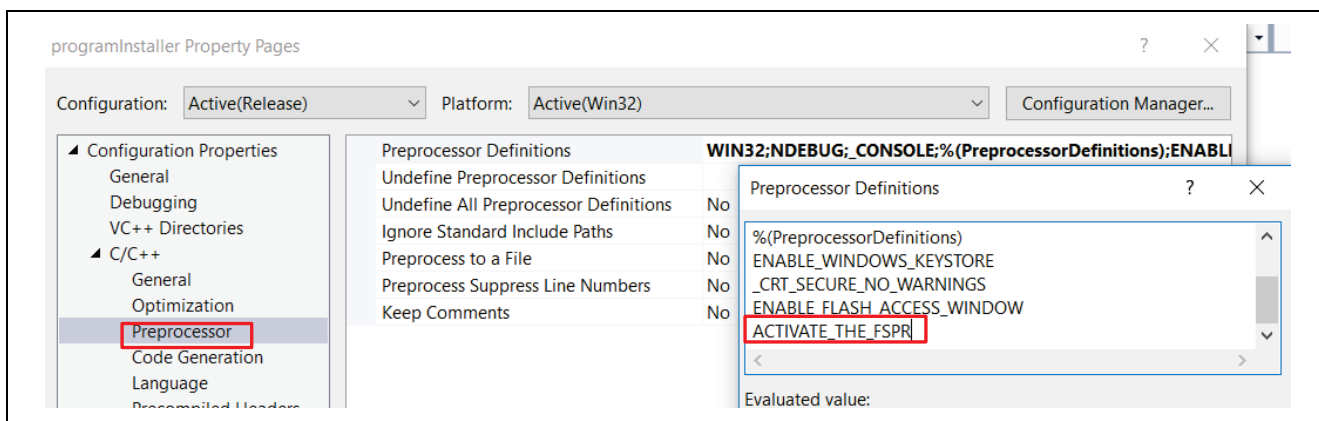 programInstaller Property Pages ? ×
Configuration: Active(Release) Platform: Active(Win32) Configuration Manager...
Configuration Properties
General
Debugging
VC++ Directories
C/C++
General
Optimization
Preprocessor
Code Generation
Language
Precompiled Headers
Preprocessor Definitions WIN32;NDEBUG;_CONSOLE;%(PreprocessorDefinitions);ENABL
Undefine Preprocessor Definitions
Undefine All Preprocessor Definitions No
Ignore Standard Include Paths No
Preprocess to a File No
Preprocess Suppress Line Numbers No
Keep Comments No
Preprocessor Definitions ? ×
%(PreprocessorDefinitions)
ENABLE_WINDOWS_KEYSTORE
_CRT_SECURE_NO_WARNINGS
ENABLE_FLASH_ACCESS_WINDOW
ACTIVATE_THE_FSPR
Evaluated value: